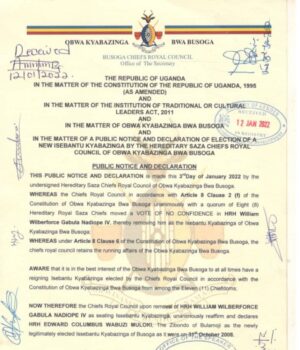 Received
12/01/2022
OBWA KYABAZINGA BWA BUSOGA
BUSOGA CHIEFS ROYAL COUNCIL
Office of The Secretary
THE REPUBLIC OF UGANDA
IN THE MATTER OF THE CONSTITUTION OF THE REPUBLIC OF UGANDA, 1995
(AS AMENDED)
AND
IN THE MATTER OF THE INSTITUTION OF TRADITIONAL OR CULTURAL
LEADERS ACT, 2011
AND
IN THE MATTER OF OBWA KYABAZINGA BWA BUSOGA
AND
IN THE MATTER OF A PUBLIC NOTICE AND DECLARATION OF ELECTION OF A
NEW ISEBANTU KYABAZINGA BY THE HEREDITARY SAZA CHIEFS ROYAL
COUNCIL OF OBWA KYABAZINGA BWA BUSOGA
12 JAN 2022
PUBLIC NOTICE AND DECLARATION
THIS PUBLIC NOTICE AND DECLARATION is made this 3rd Day of January 2022 by the
undersigned Hereditary Saza Chiefs Royal Council of Obwa Kyabazinga Bwa Busoga.
WHEREAS the Chiefs Royal Council in accordance with Article 8 Clause 2 (f) of the
Constitution of Obwa Kyabazinga Bwa Busoga unanimously with a quorum of Eight (8)
Hereditary Royal Saza Chiefs moved a VOTE OF NO CONFIDENCE in HRH William
Wilberforce Gabula Nadiope IV, thereby removing him as the Isebantu Kyabazinga of Obwa
Kyabazinga Bwa Busoga.
WHEREAS under Article 8 Clause 6 of the Constitution of Obwa Kyabazinga Bwa Busoga, the
chiefs royal council retains the running affairs of the Obwa Kyabazinga Bwa Busoga.
AWARE that it is in the best interest of the Obwa Kyabazinga Bwa Busoga to at all times have a
reigning Isebantu Kyabazinga elected by the Chiefs Royal Council in accordance with the
Constitution of Obwa Kyabazinga Bwa Busoga from among the Eleven (11) Chieftains.
NOW THEREFORE the Chiefs Royal Council upon removal of HRH WILLIAM WILBERFORCE
GABULA NADIOPE IV as seating Isebantu Kyabazinga, unanimously reaffirm and declares
HRH EDWARD COLUMBUS WABUZI MULOKI; The Zibondo of Bulamoji as the newly
legitimately elected Isebantu Kyabazinga Bwa Busoga as it were in 31st October, 2008.